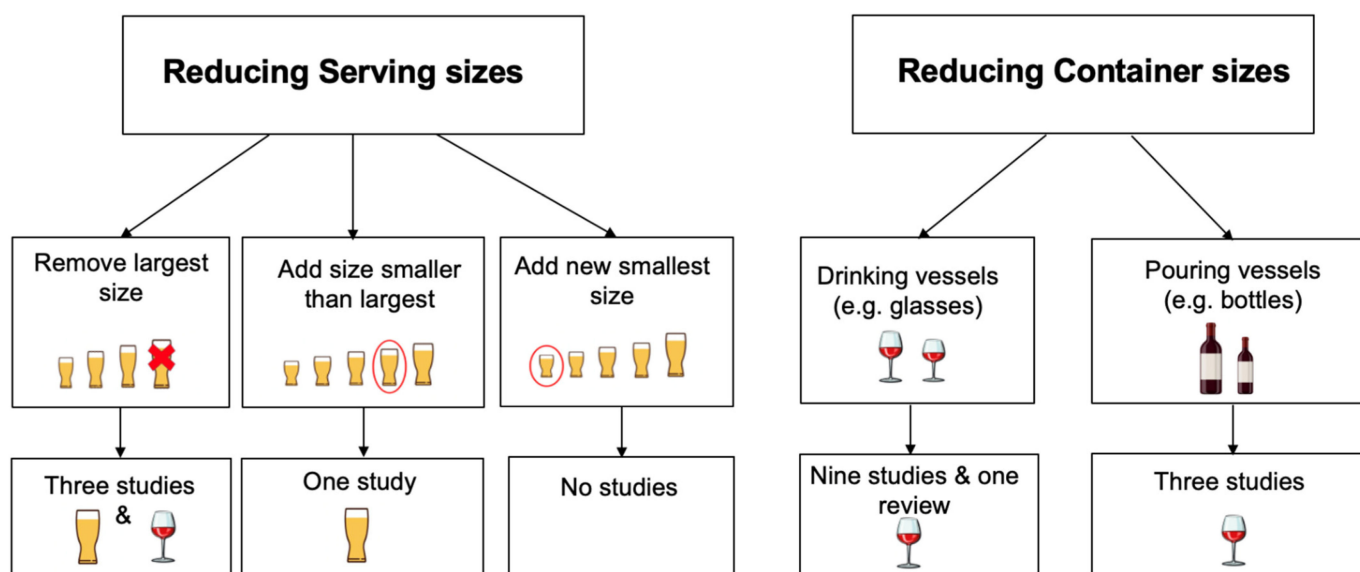 Reducing Serving sizes
Reducing Container sizes
Remove largest
size
Add size smaller
than largest
Add new smallest
size
Drinking vessels
(e.g. glasses)
Pouring vessels
(e.g. bottles)
Three studies
&
One study
No studies
Nine studies & one
review
Three studies